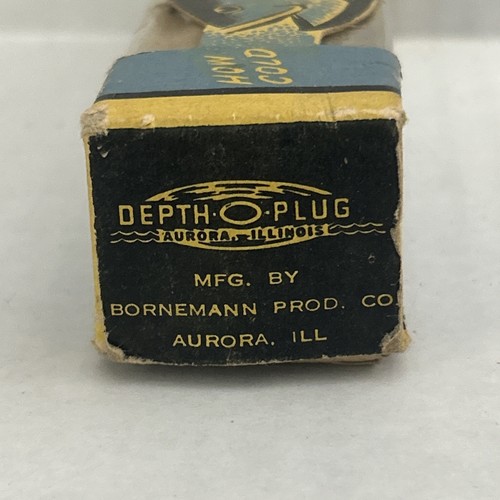 HOW
COLD
DEPTH-O-PLUG
AURORA, ILLINOIS
MFG. BY
BORNEMANN PROD. CO.
AURORA, ILL